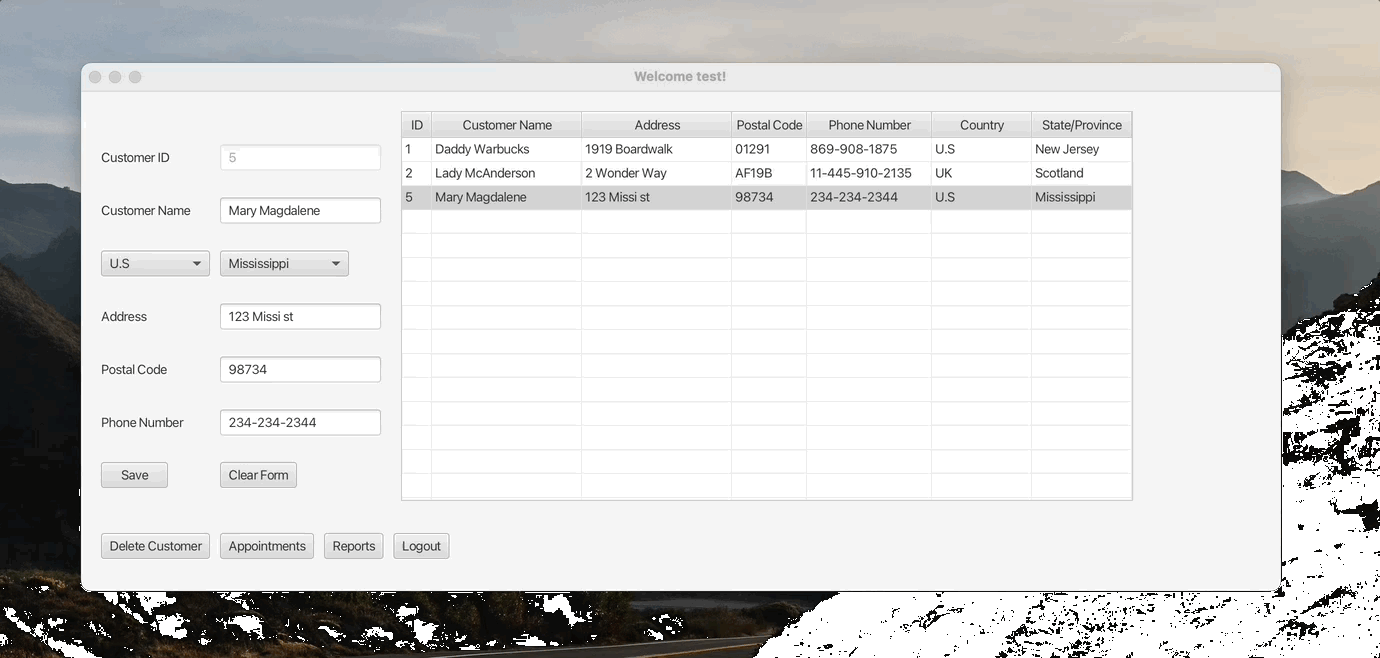 Welcome test!
Customer ID 5
Customer Name Mary Magdalene
U.S Mississippi
Address 123 Missi st
Postal Code 98734
Phone Number 234-234-2344
Save Clear Form
ID Customer Name Address Postal Code Phone Number Country State/Province
1 Daddy Warbucks 1919 Boardwalk 01291 869-908-1875 U.S New Jersey
2 Lady McAnderson 2 Wonder Way AF19B 11-445-910-2135 UK Scotland
5 Mary Magdalene 123 Missi st 98734 234-234-2344 U.S Mississippi
Delete Customer Appointments Reports Logout